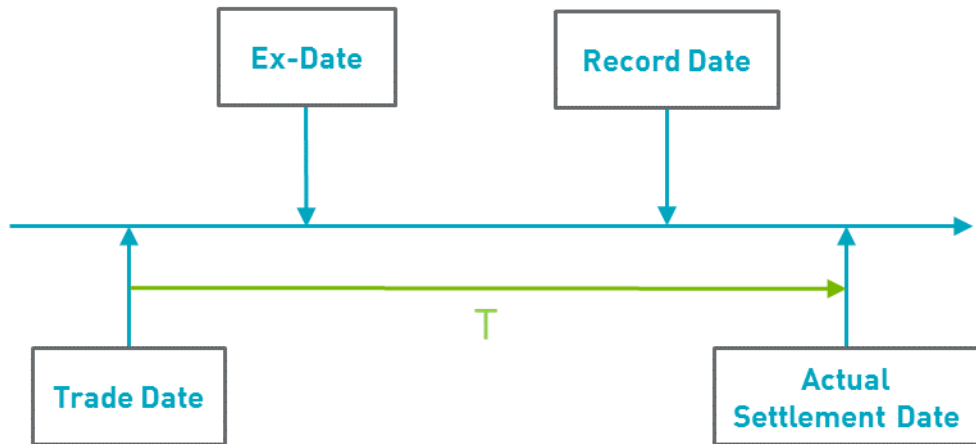 Ex-Date
Record Date
T
Trade Date
Actual
Settlement Date